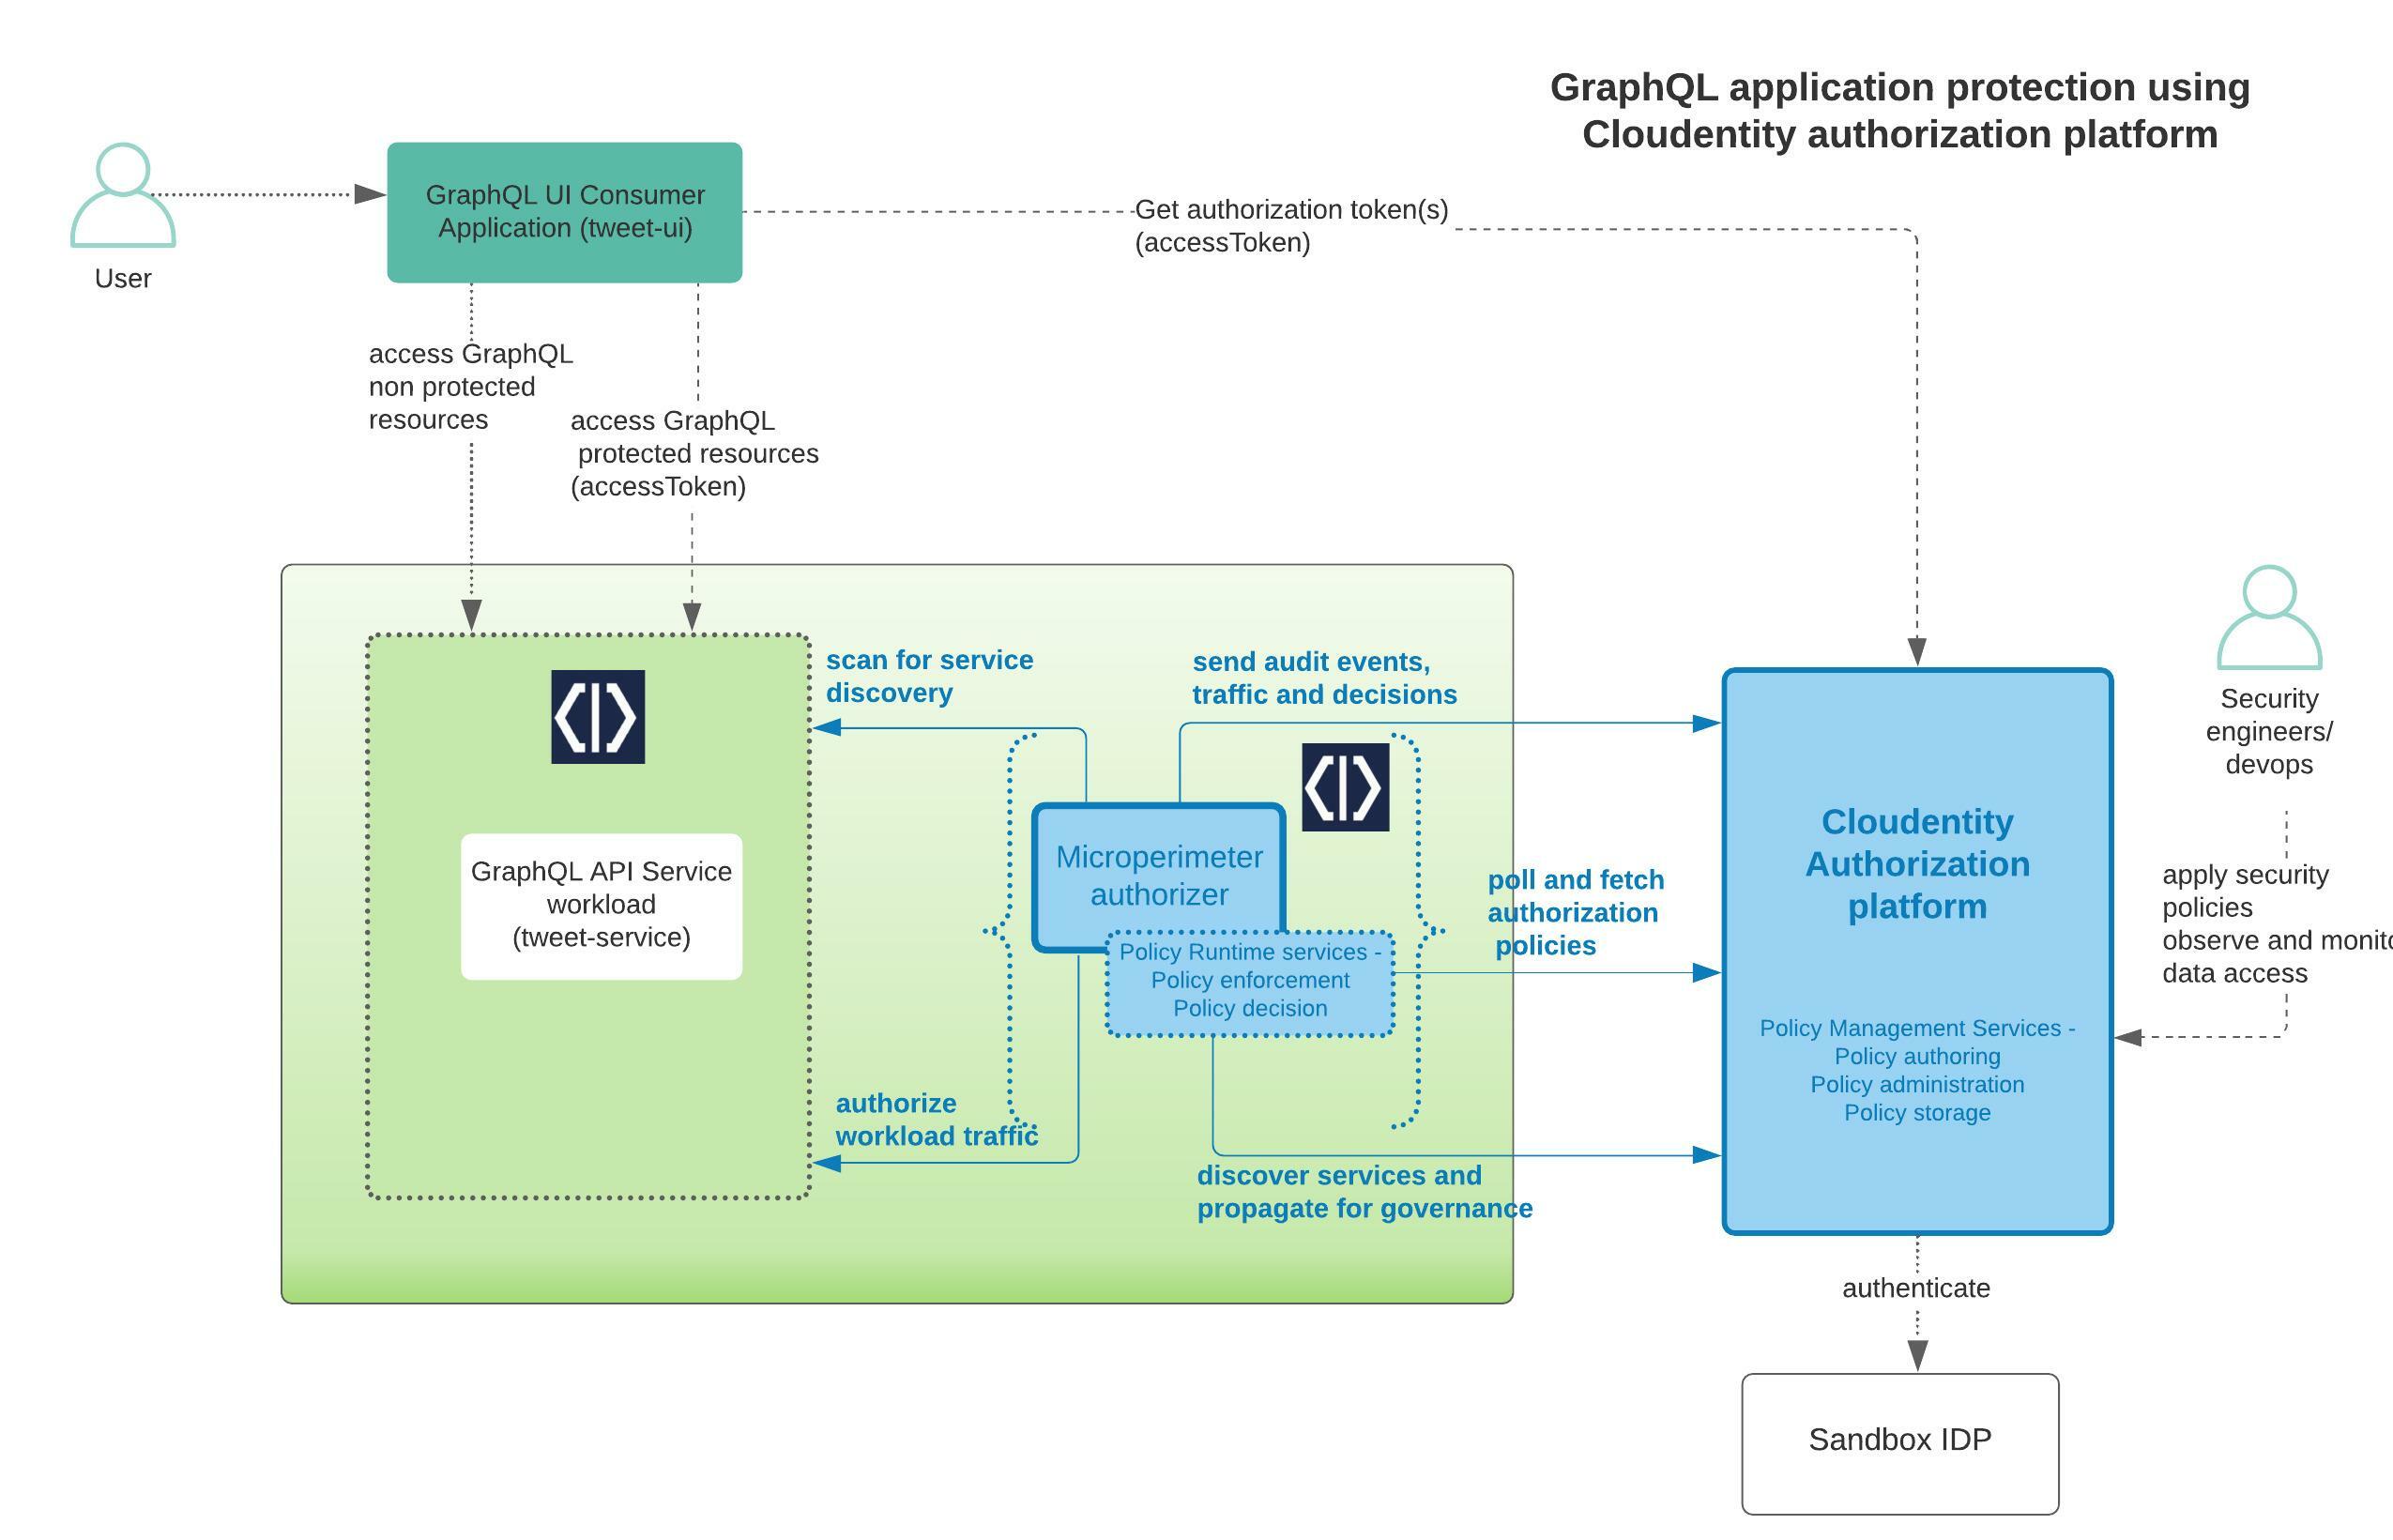 GraphQL application protection using
Cloudentity authorization platform
User
GraphQL UI Consumer
Application (tweet-ui)
Get authorization token(s)
(accessToken)
access GraphQL
non protected
resources
access GraphQL
protected resources
(accessToken)
scan for service
discovery
send audit events,
traffic and decisions
GraphQL API Service
workload
(tweet-service)
Microperimeter
authorizer
Policy Runtime services -
Policy enforcement
Policy decision
poll and fetch
authorization
policies
authorize
workload traffic
discover services and
propagate for governance
Cloudentity
Authorization
platform
Policy Management Services -
Policy authoring
Policy administration
Policy storage
Security
engineers/
devops
apply security
policies
observe and
data access
authenticate
Sandbox IDP